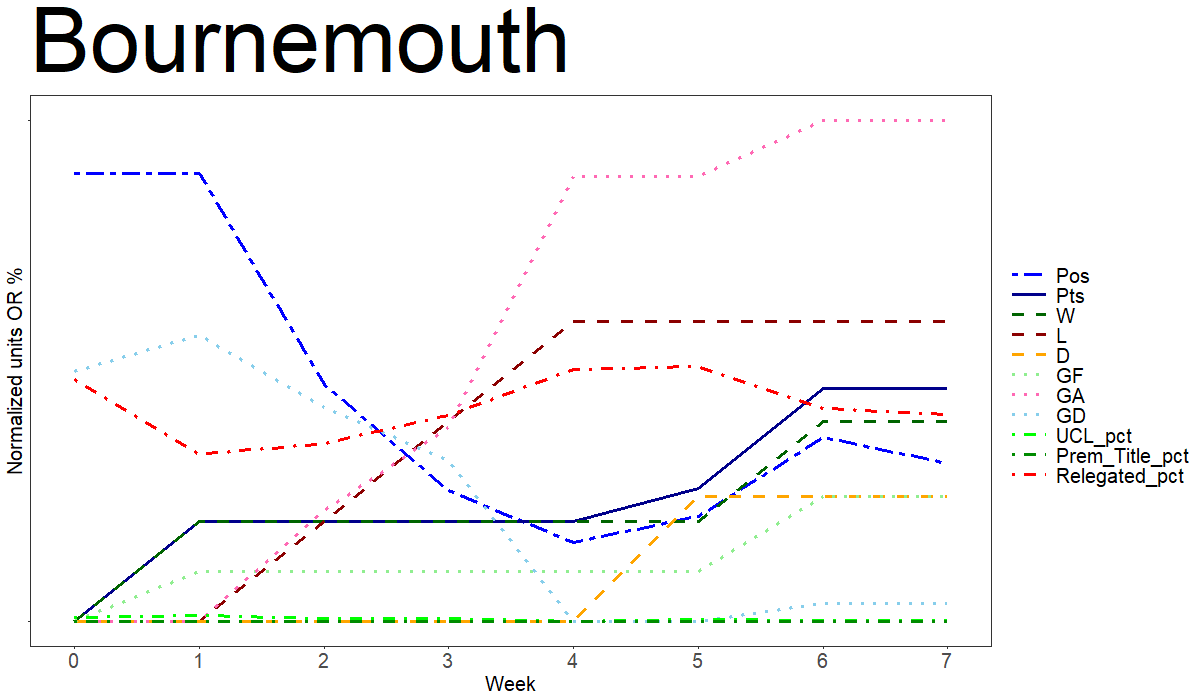 Bournemouth
Normalized units OR %
0 1 2 3 4 5 6 7
Week
Pos
Pts
W
L
D
GF
GA
GD
UCL_pct
Prem_Title_pct
Relegated_pct